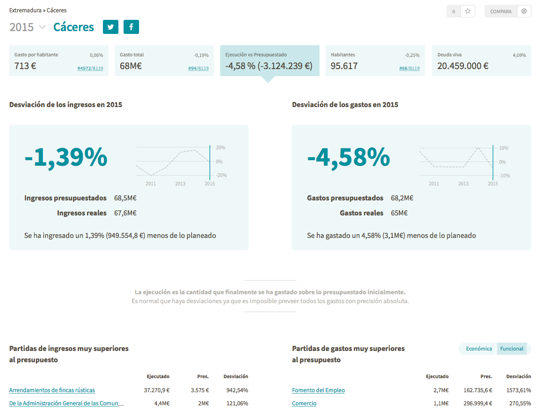 Extremadura » Cáceres
0
COMPARA
2015 Cáceres
Gasto por habitante 0,06%
713 € #4972/8118
Gasto total -0,19%
68M€ #64/8118
Ejecución vs Presupuestado
-4,58 % (-3.124.239 €)
Habitantes -0,25%
95.617 #68/8118
Deuda viva 4,09%
20.459.000 €
Desviación de los ingresos en 2015
-1,39%
20%
0%
-20%
2011 2013 2015
Ingresos presupuestados 68,5M€
Ingresos reales 67,6M€
Se ha ingresado un 1,39% (949.554,8 €) menos de lo planeado
Desviación de los gastos en 2015
-4,58%
10%
0%
-10%
2011 2013 2015
Gastos presupuestados 68,2M€
Gastos reales 65M€
Se ha gastado un 4,58% (3,1M€) menos de lo planeado
La ejecución es la cantidad que finalmente se ha gastado sobre lo presupuestado inicialmente.
Es normal que haya desviaciones ya que es imposible preveer todos los gastos con precisión absoluta.
Partidas de ingresos muy superiores
al presupuesto
Ejecutado Pres. Desviación
Arrendamientos de fincas rústicas 37.270,9 € 3.575 € 942,54%
De la Administración General de las Comun... 4,4M€ 2M€ 121,06%
Partidas de gastos muy superiores
al presupuesto
Económica Funcional
Ejecutado Pres. Desviación
Fomento del Empleo 2,7M€ 162.735,6 € 1573,61%
Comercio 1,1M€ 296.999,4 € 270,55%